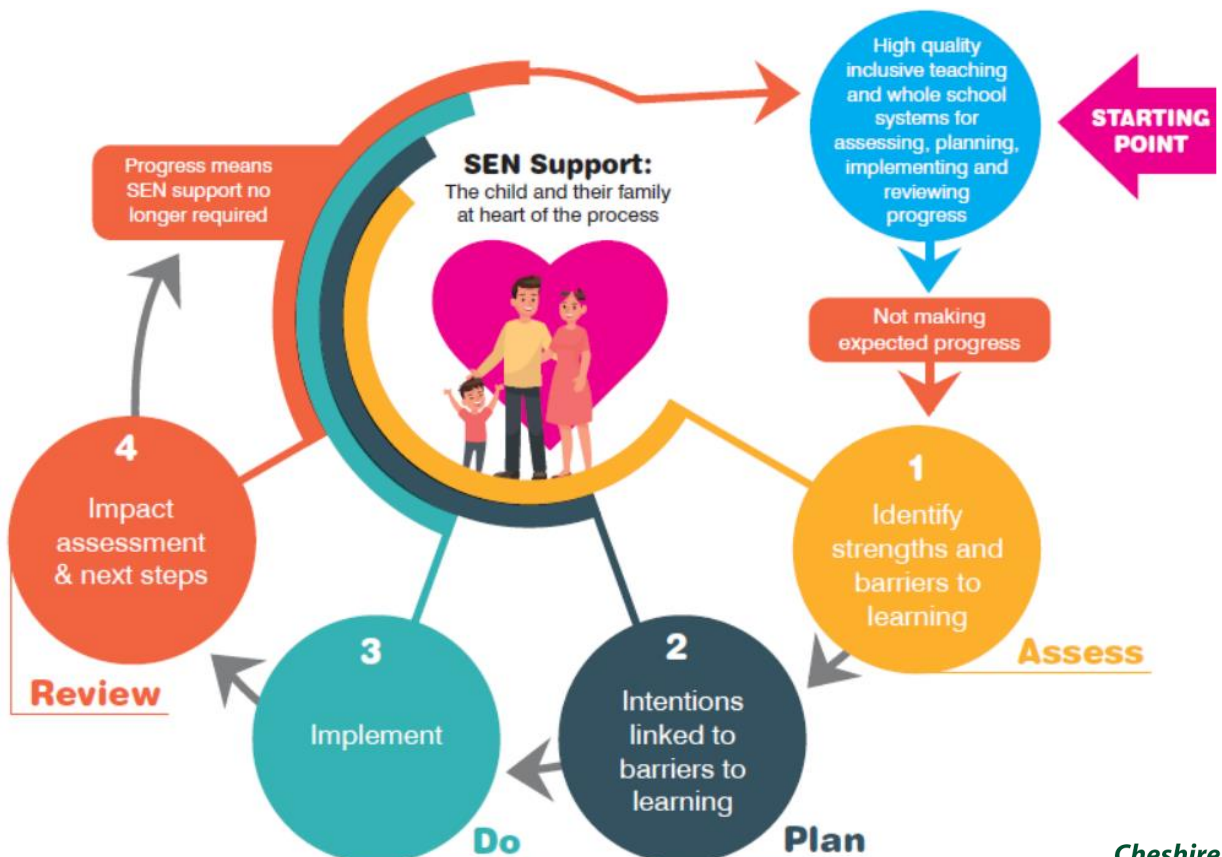 High quality
inclusive teaching
and whole school
systems for
assessing, planning,
implementing and
reviewing
progress
STARTING
POINT
Progress means
SEN support no
longer required
SEN Support:
The child and their family
at heart of the process
Not making
expected progress
1
Identify
strengths and
barriers to
learning
Assess
2
Intentions
linked to
barriers to
learning
Plan
3
Implement
Do
4
Impact
assessment
& next steps
Review
Cheshire